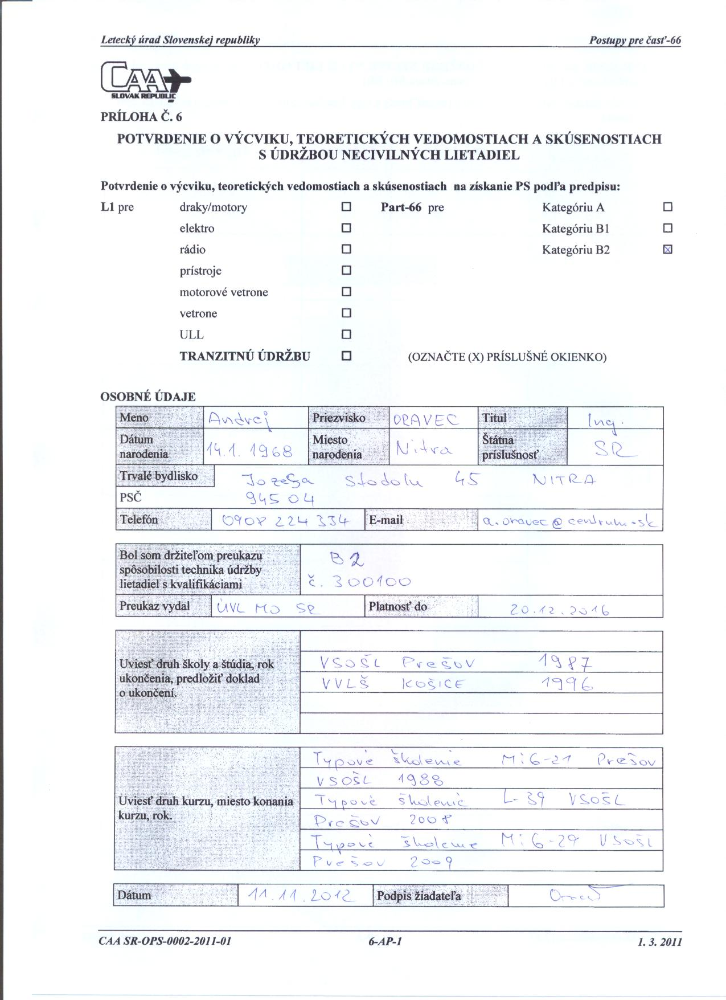 Letecký úrad Slovenskej republiky Postupy pre časť-66
CAA
SLOVAK REPUBLIC
PRÍLOHA Č. 6
POTVRDENIE O VÝCVIKU, TEORETICKÝCH VEDOMOSTIACH A SKÚSENOSTIACH
S ÚDRŽBOU NECIVILNÝCH LIETADIEL
Potvrdenie o výcviku, teoretických vedomostiach a skúsenostiach na získanie PS podľa predpisu:
L1 pre draky/motory ☐ Part-66 pre Kategóriu A ☐
elektro ☐ Kategóriu B1 ☐
rádio ☐ Kategóriu B2 ☒
prístroje ☐
motorové vetrone ☐
vetrone ☐
ULL ☐
TRANZITNÚ ÚDRŽBU ☐ (OZNAČTE (X) PRÍSLUŠNÉ OKIENKO)
OSOBNÉ ÚDAJE
Meno Andrej Priezvisko ORAVEC Titul Ing.
Dátum narodenia 14.1. 1968 Miesto narodenia Nitra Štátna príslušnosť SR
Trvalé bydlisko Jozefa Stodolu 45 NITRA
PSČ 945 04
Telefón 0908 224 334 E-mail a.oravec@centrum.sk
Bol som držiteľom preukazu B2
spôsobilosti technika údržby
lietadiel s kvalifikáciami č. 300100
Preukaz vydal ÚVL MO SR Platnosť do 20.12.2016
Uviesť druh školy a štúdia, rok
ukončenia, predložiť doklad
o ukončení.
VSOŠL Prešov 1987
VVLŠ KOŠICE 1996
Uviesť druh kurzu, miesto konania
kurzu, rok.
Typové školenie MiG-21 Prešov
VSOŠL 1988
Typové školenie L-39 VSOŠL
Prešov 2008
Typové školenie MiG-29 VSOŠL
Prešov 2009
Dátum 11.11.2012 Podpis žiadateľa
CAA SR-OPS-0002-2011-01 6-AP-1 1. 3. 2011